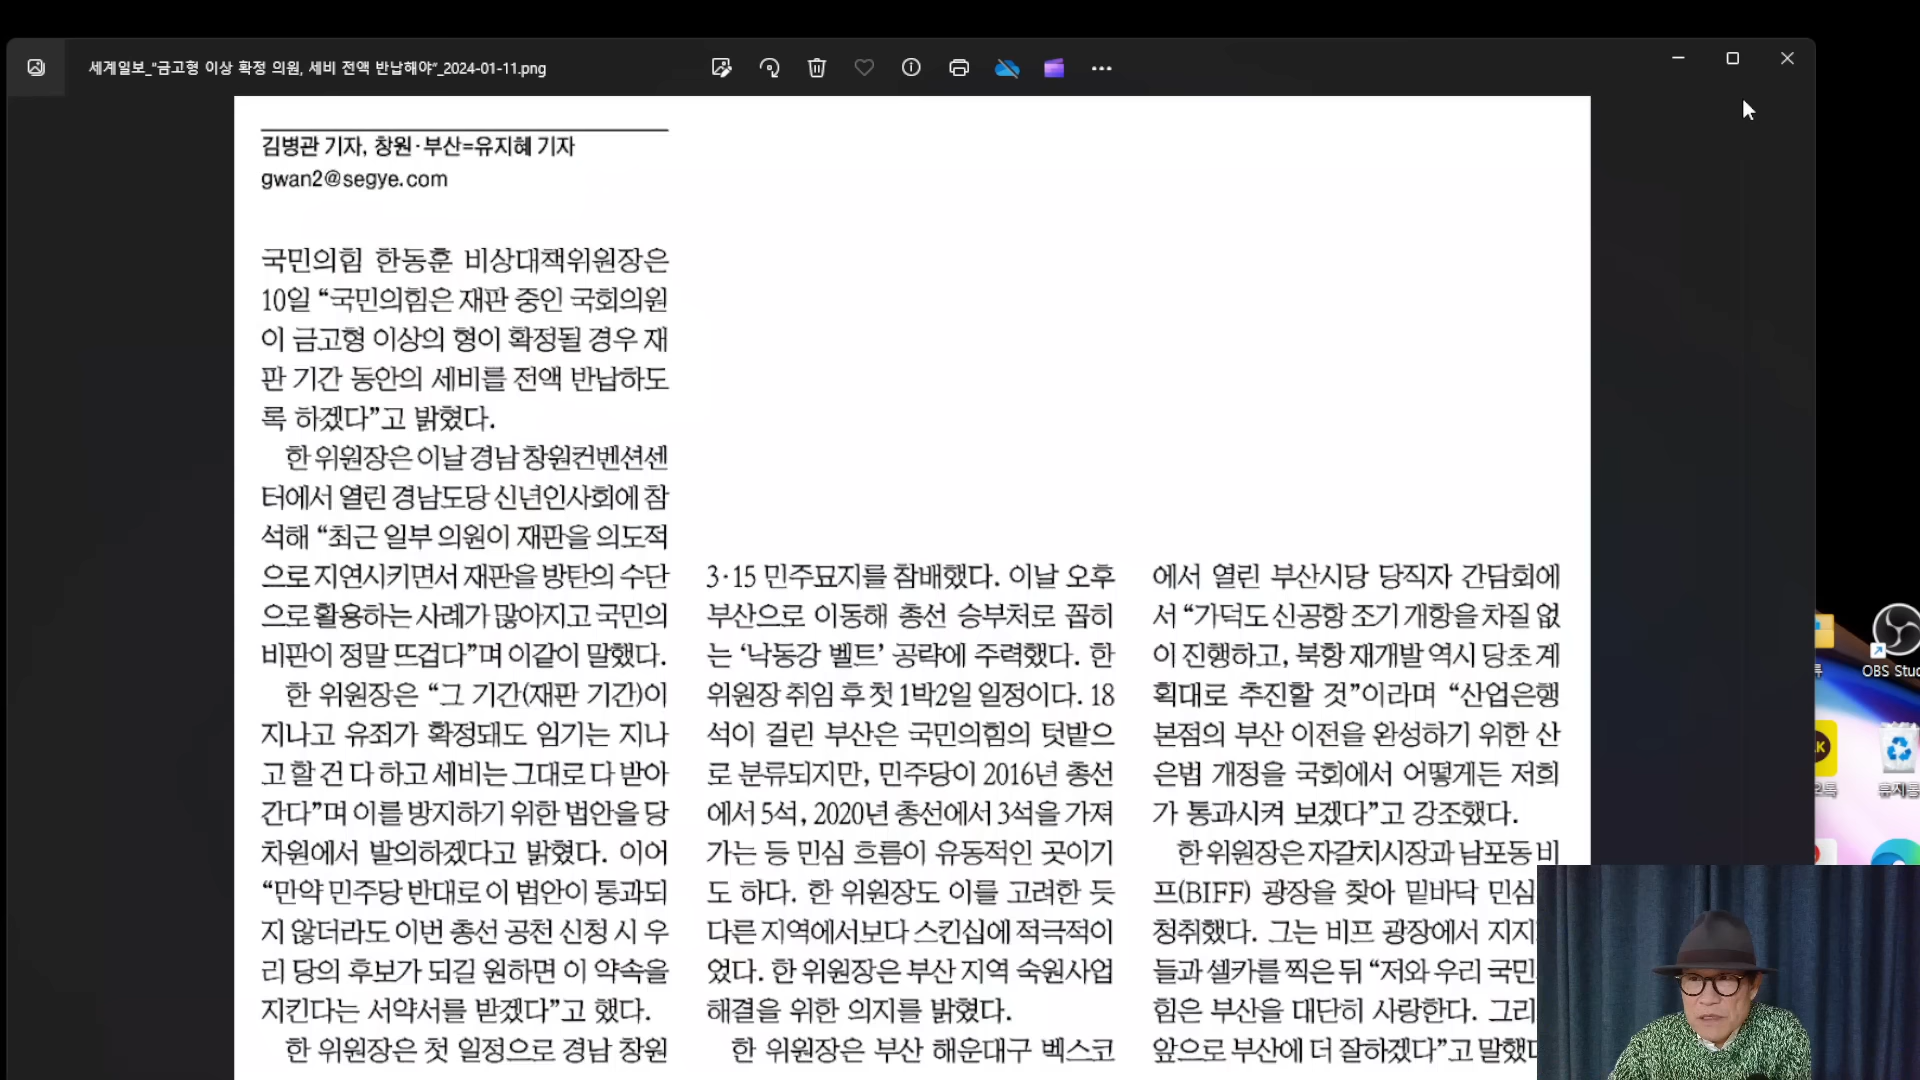 세계일보_"금고형 이상 확정 의원, 세비 전액 반납해야"_2024-01-11.png
김병관 기자, 창원·부산=유지혜 기자
gwan2@segye.com
국민의힘 한동훈 비상대책위원장은
10일 “국민의힘은 재판 중인 국회의원
이 금고형 이상의 형이 확정될 경우 재
판 기간 동안의 세비를 전액 반납하도
록 하겠다”고 밝혔다.
한 위원장은 이날 경남 창원컨벤션센
터에서 열린 경남도당 신년인사회에 참
석해 “최근 일부 의원이 재판을 의도적
으로 지연시키면서 재판을 방탄의 수단
으로 활용하는 사례가 많아지고 국민의
비판이 정말 뜨겁다”며 이같이 말했다.
한 위원장은 “그 기간(재판 기간)이
지나고 유죄가 확정돼도 임기는 지나
고 할 건 다 하고 세비는 그대로 다 받아
간다”며 이를 방지하기 위한 법안을 당
차원에서 발의하겠다고 밝혔다. 이어
“만약 민주당 반대로 이 법안이 통과되
지 않더라도 이번 총선 공천 신청 시 우
리 당의 후보가 되길 원하면 이 약속을
지킨다는 서약서를 받겠다”고 했다.
한 위원장은 첫 일정으로 경남 창원
3·15 민주묘지를 참배했다. 이날 오후
부산으로 이동해 총선 승부처로 꼽히
는 ‘낙동강 벨트’ 공략에 주력했다. 한
위원장 취임 후 첫 1박2일 일정이다. 18
석이 걸린 부산은 국민의힘의 텃밭으
로 분류되지만, 민주당이 2016년 총선
에서 5석, 2020년 총선에서 3석을 가져
가는 등 민심 흐름이 유동적인 곳이기
도 하다. 한 위원장도 이를 고려한 듯
다른 지역에서보다 스킨십에 적극적이
었다. 한 위원장은 부산 지역 숙원사업
해결을 위한 의지를 밝혔다.
한 위원장은 부산 해운대구 벡스코
에서 열린 부산시당 당직자 간담회에
서 “가덕도 신공항 조기 개항을 차질 없
이 진행하고, 북항 재개발 역시 당초 계
획대로 추진할 것”이라며 “산업은행
본점의 부산 이전을 완성하기 위한 산
은법 개정을 국회에서 어떻게든 저희
가 통과시켜 보겠다”고 강조했다.
한 위원장은 자갈치시장과 남포동 비
프(BIFF) 광장을 찾아 밑바닥 민심
청취했다. 그는 비프 광장에서 지지
들과 셀카를 찍은 뒤 “저와 우리 국민
힘은 부산을 대단히 사랑한다. 그리
앞으로 부산에 더 잘하겠다”고 말했다
OBS Stud
휴지통